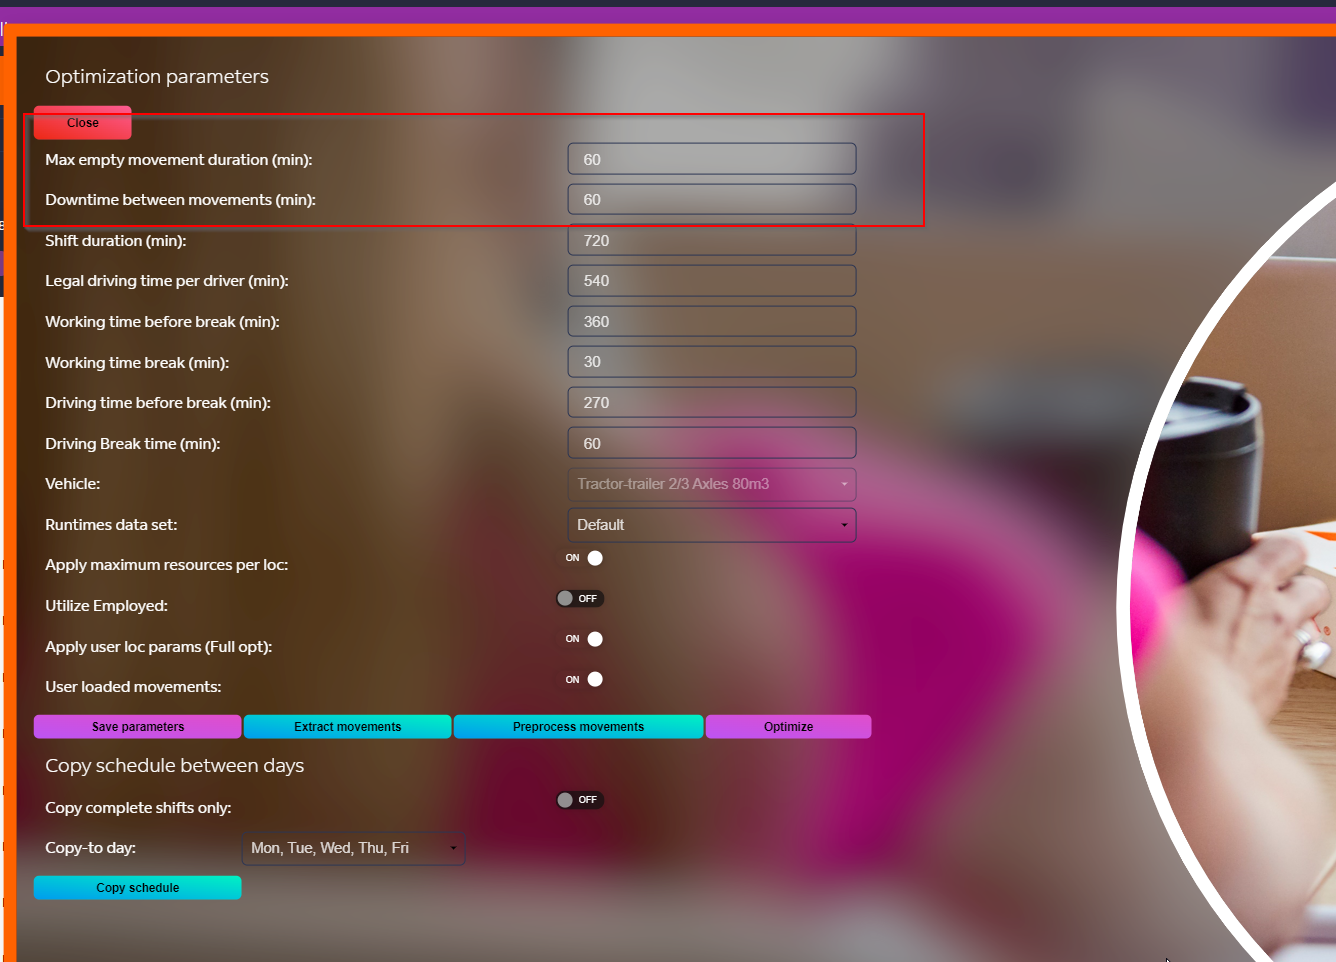 Optimization parameters
Close
Max empty movement duration (min): 60
Downtime between movements (min): 60
Shift duration (min): 720
Legal driving time per driver (min): 540
Working time before break (min): 360
Working time break (min): 30
Driving time before break (min): 270
Driving Break time (min): 60
Vehicle: Tractor-trailer 2/3 Axles 80m3
Runtimes data set: Default
Apply maximum resources per loc: ON
Utilize Employed: OFF
Apply user loc params (Full opt): ON
User loaded movements: ON
Save parameters Extract movements Preprocess movements Optimize
Copy schedule between days
Copy complete shifts only: OFF
Copy-to day: Mon, Tue, Wed, Thu, Fri
Copy schedule